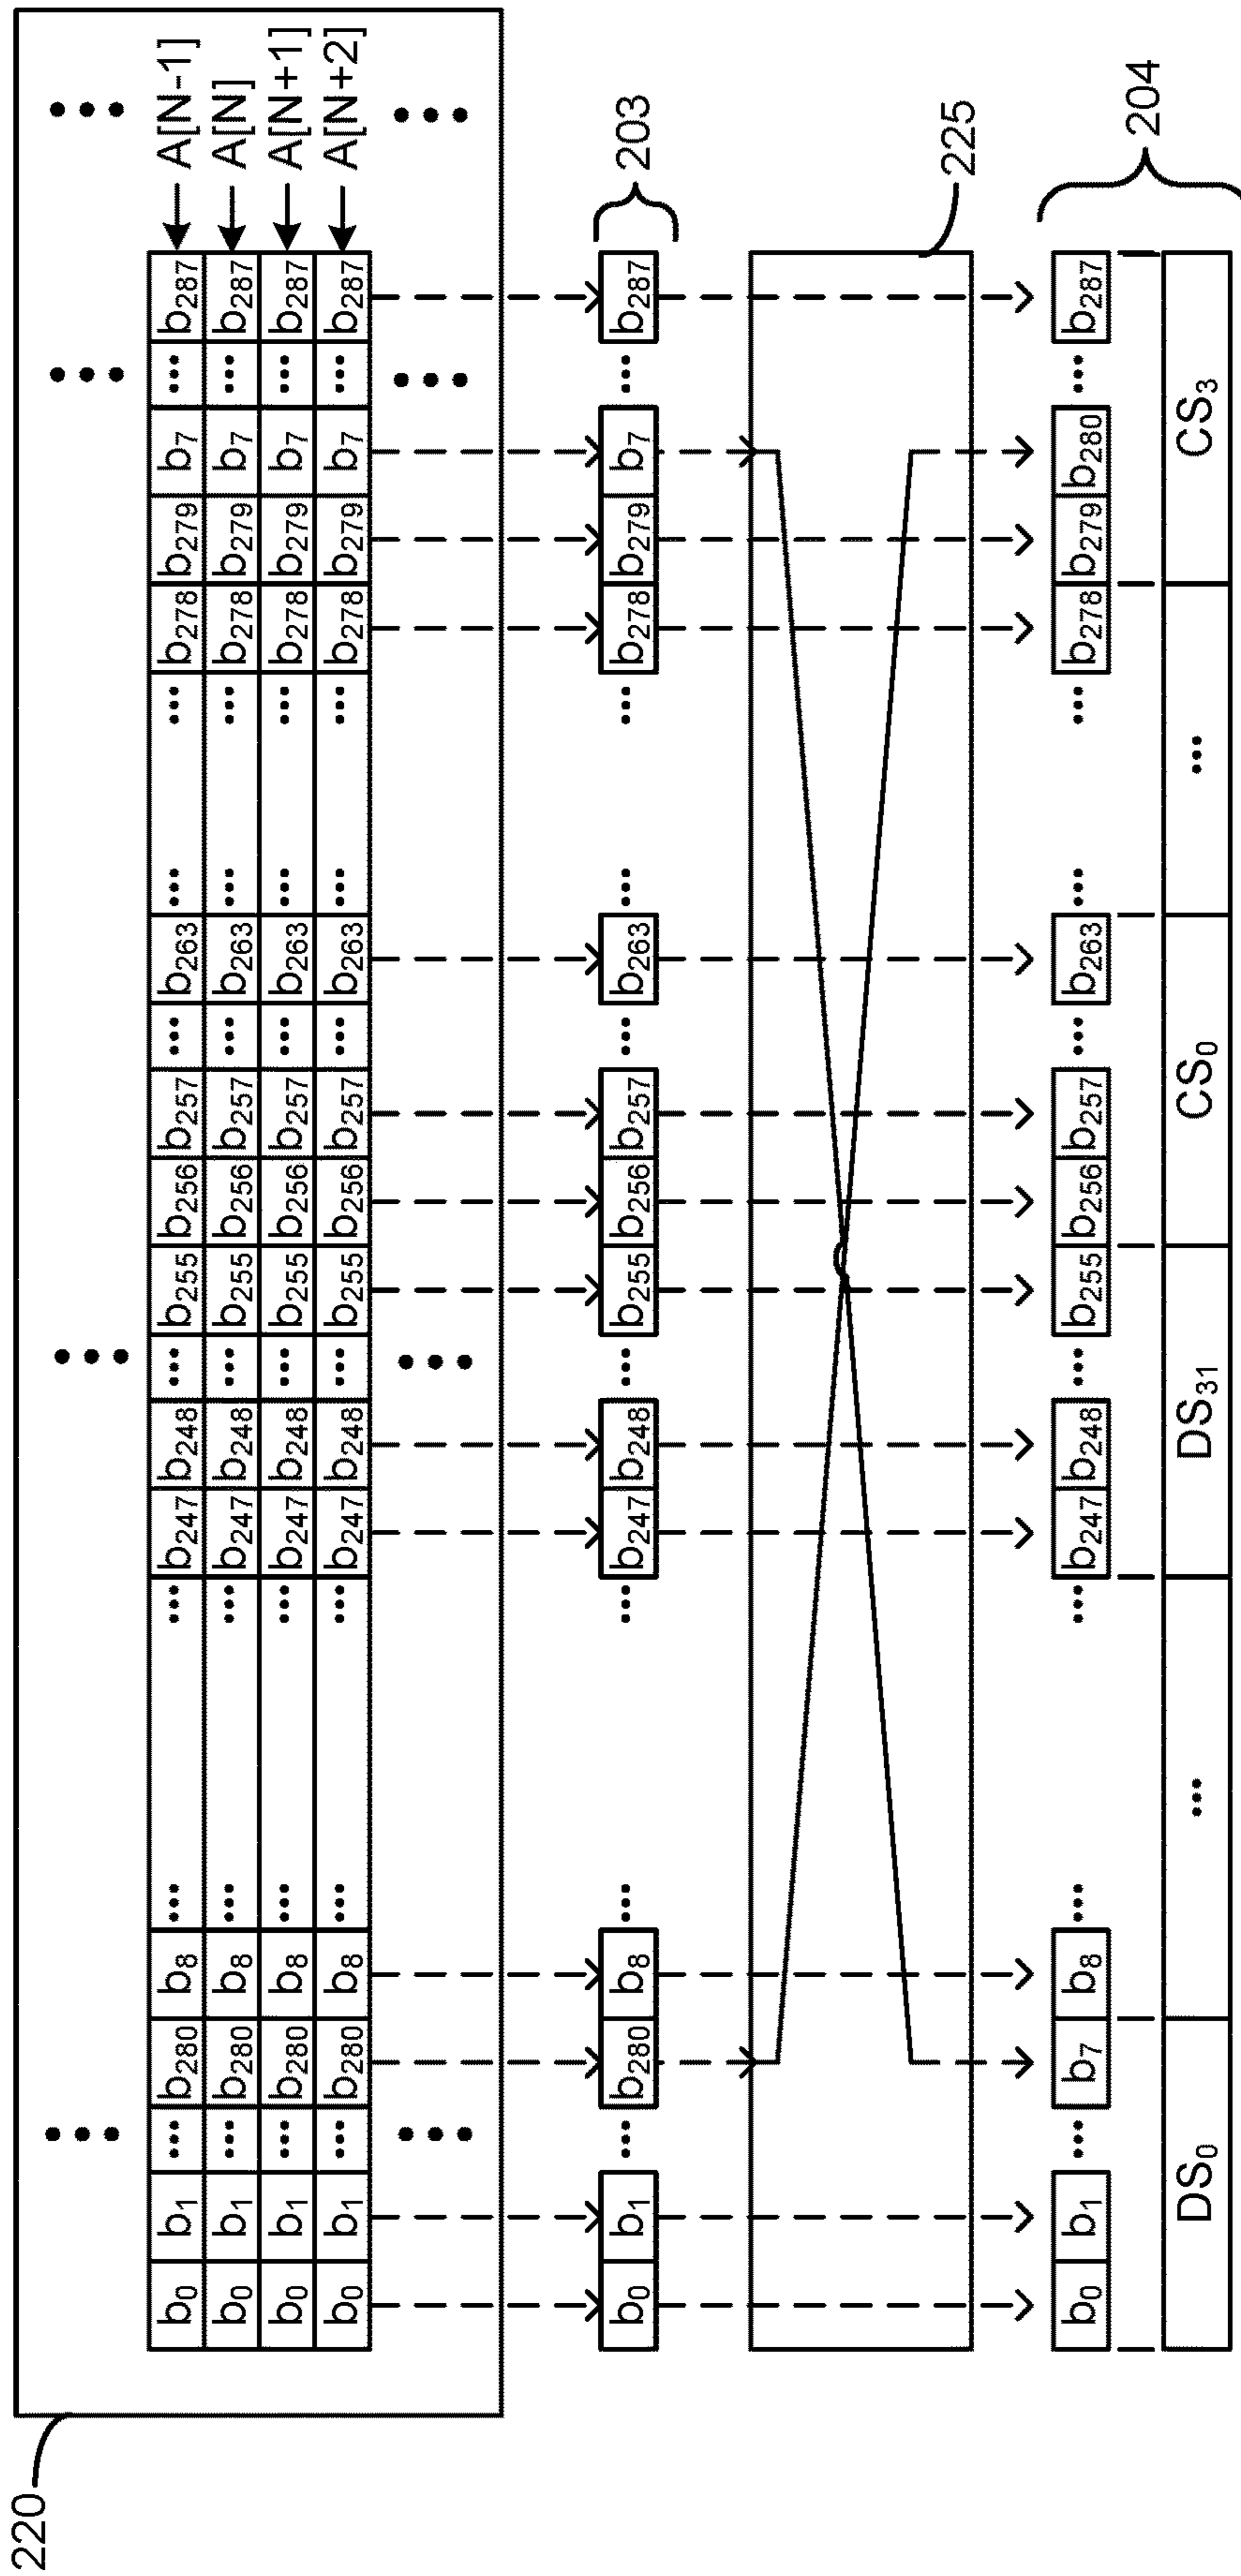 220
... ... ...
b0 b1 ... b280 b8 ... ... b247 b248 ... b255 b256 b257 ... b263 ... ... b278 b279 b7 ... b287 A[N-1]
b0 b1 ... b280 b8 ... ... b247 b248 ... b255 b256 b257 ... b263 ... ... b278 b279 b7 ... b287 A[N]
b0 b1 ... b280 b8 ... ... b247 b248 ... b255 b256 b257 ... b263 ... ... b278 b279 b7 ... b287 A[N+1]
b0 b1 ... b280 b8 ... ... b247 b248 ... b255 b256 b257 ... b263 ... ... b278 b279 b7 ... b287 A[N+2]
... ... ... ...
b0 b1 ... b280 b8 ... ... b247 b248 ... b255 b256 b257 ... b263 ... ... b278 b279 b7 ... b287 203
225
b0 b1 ... b7 b8 ... ... b247 b248 ... b255 b256 b257 ... b263 ... ... b278 b279 b280 ... b287
204
DS0 ... DS31 CS0 ... CS3